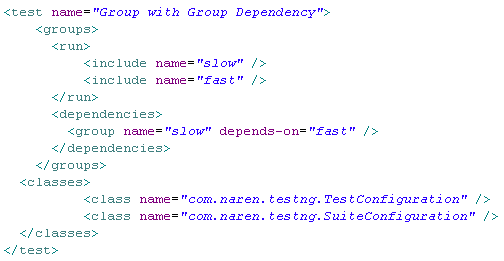 <test name="Group with Group Dependency">
    <groups>
      <run>
          <include name="slow" />
          <include name="fast" />
      </run>
      <dependencies>
        <group name="slow" depends-on="fast" />
      </dependencies>
    </groups>
  <classes>
          <class name="com.naren.testng.TestConfiguration" />
          <class name="com.naren.testng.SuiteConfiguration" />
  </classes>
</test>